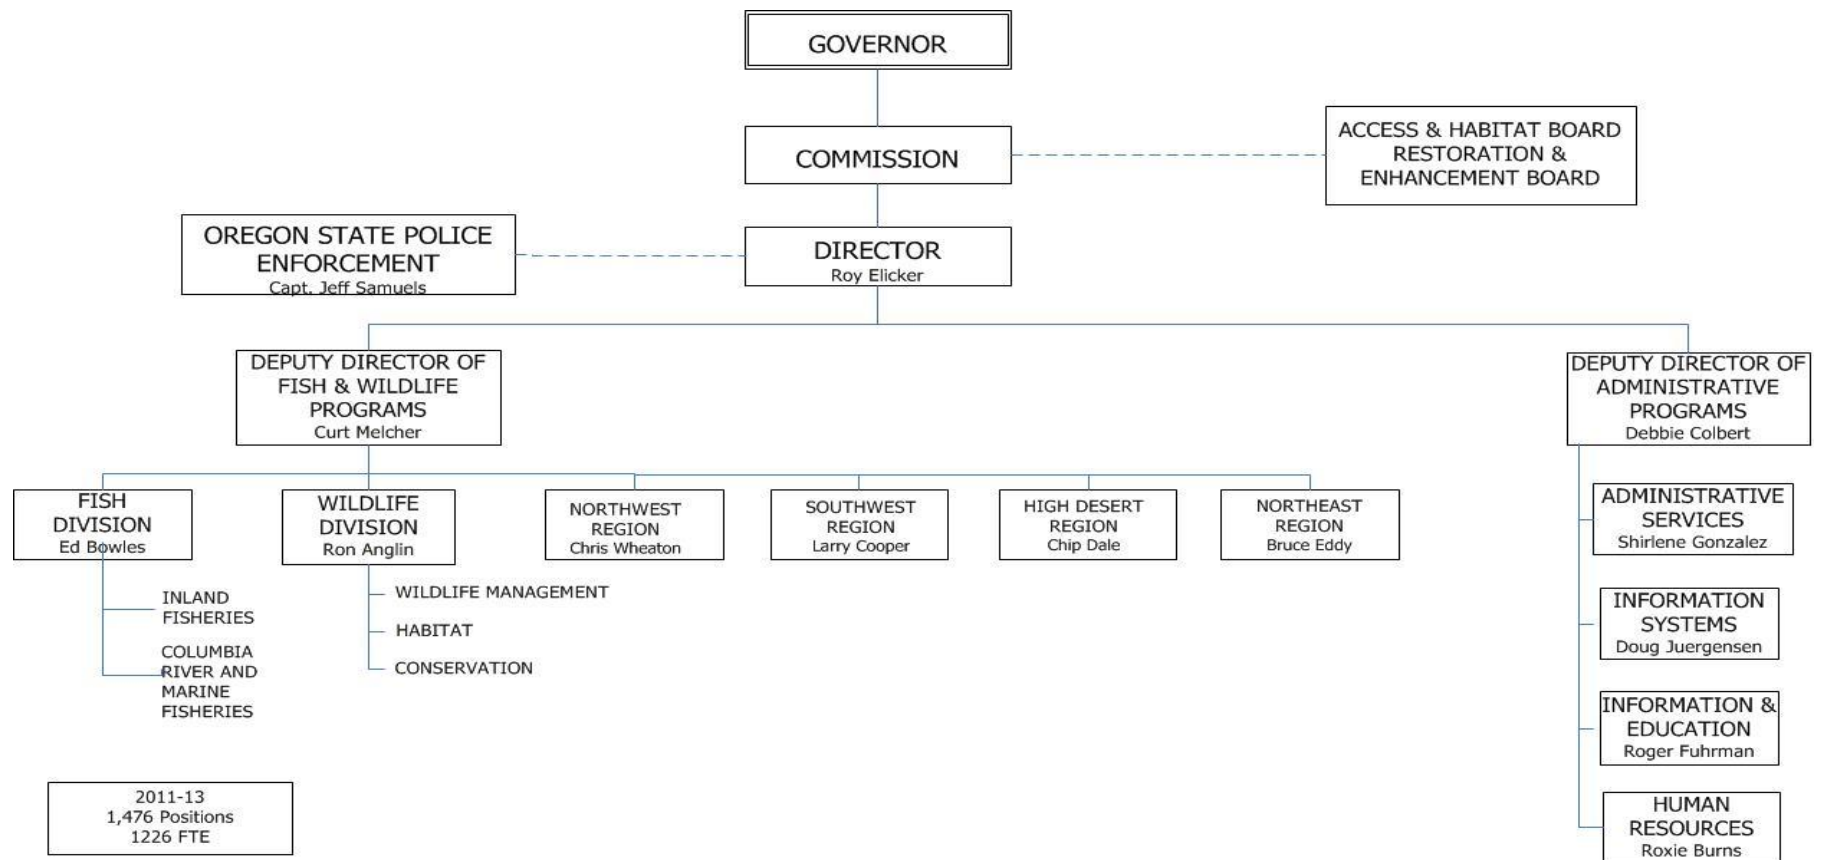 GOVERNOR
COMMISSION
ACCESS & HABITAT BOARD
RESTORATION &
ENHANCEMENT BOARD
OREGON STATE POLICE
ENFORCEMENT
Capt. Jeff Samuels
DIRECTOR
Roy Elicker
DEPUTY DIRECTOR OF
FISH & WILDLIFE
PROGRAMS
Curt Melcher
DEPUTY DIRECTOR OF
ADMINISTRATIVE
PROGRAMS
Debbie Colbert
FISH
DIVISION
Ed Bowles
WILDLIFE
DIVISION
Ron Anglin
NORTHWEST
REGION
Chris Wheaton
SOUTHWEST
REGION
Larry Cooper
HIGH DESERT
REGION
Chip Dale
NORTHEAST
REGION
Bruce Eddy
ADMINISTRATIVE
SERVICES
Shirlene Gonzalez
INLAND
FISHERIES
COLUMBIA
RIVER AND
MARINE
FISHERIES
WILDLIFE MANAGEMENT
HABITAT
CONSERVATION
INFORMATION
SYSTEMS
Doug Juergensen
INFORMATION &
EDUCATION
Roger Fuhrman
HUMAN
RESOURCES
Roxie Burns
2011-13
1,476 Positions
1226 FTE